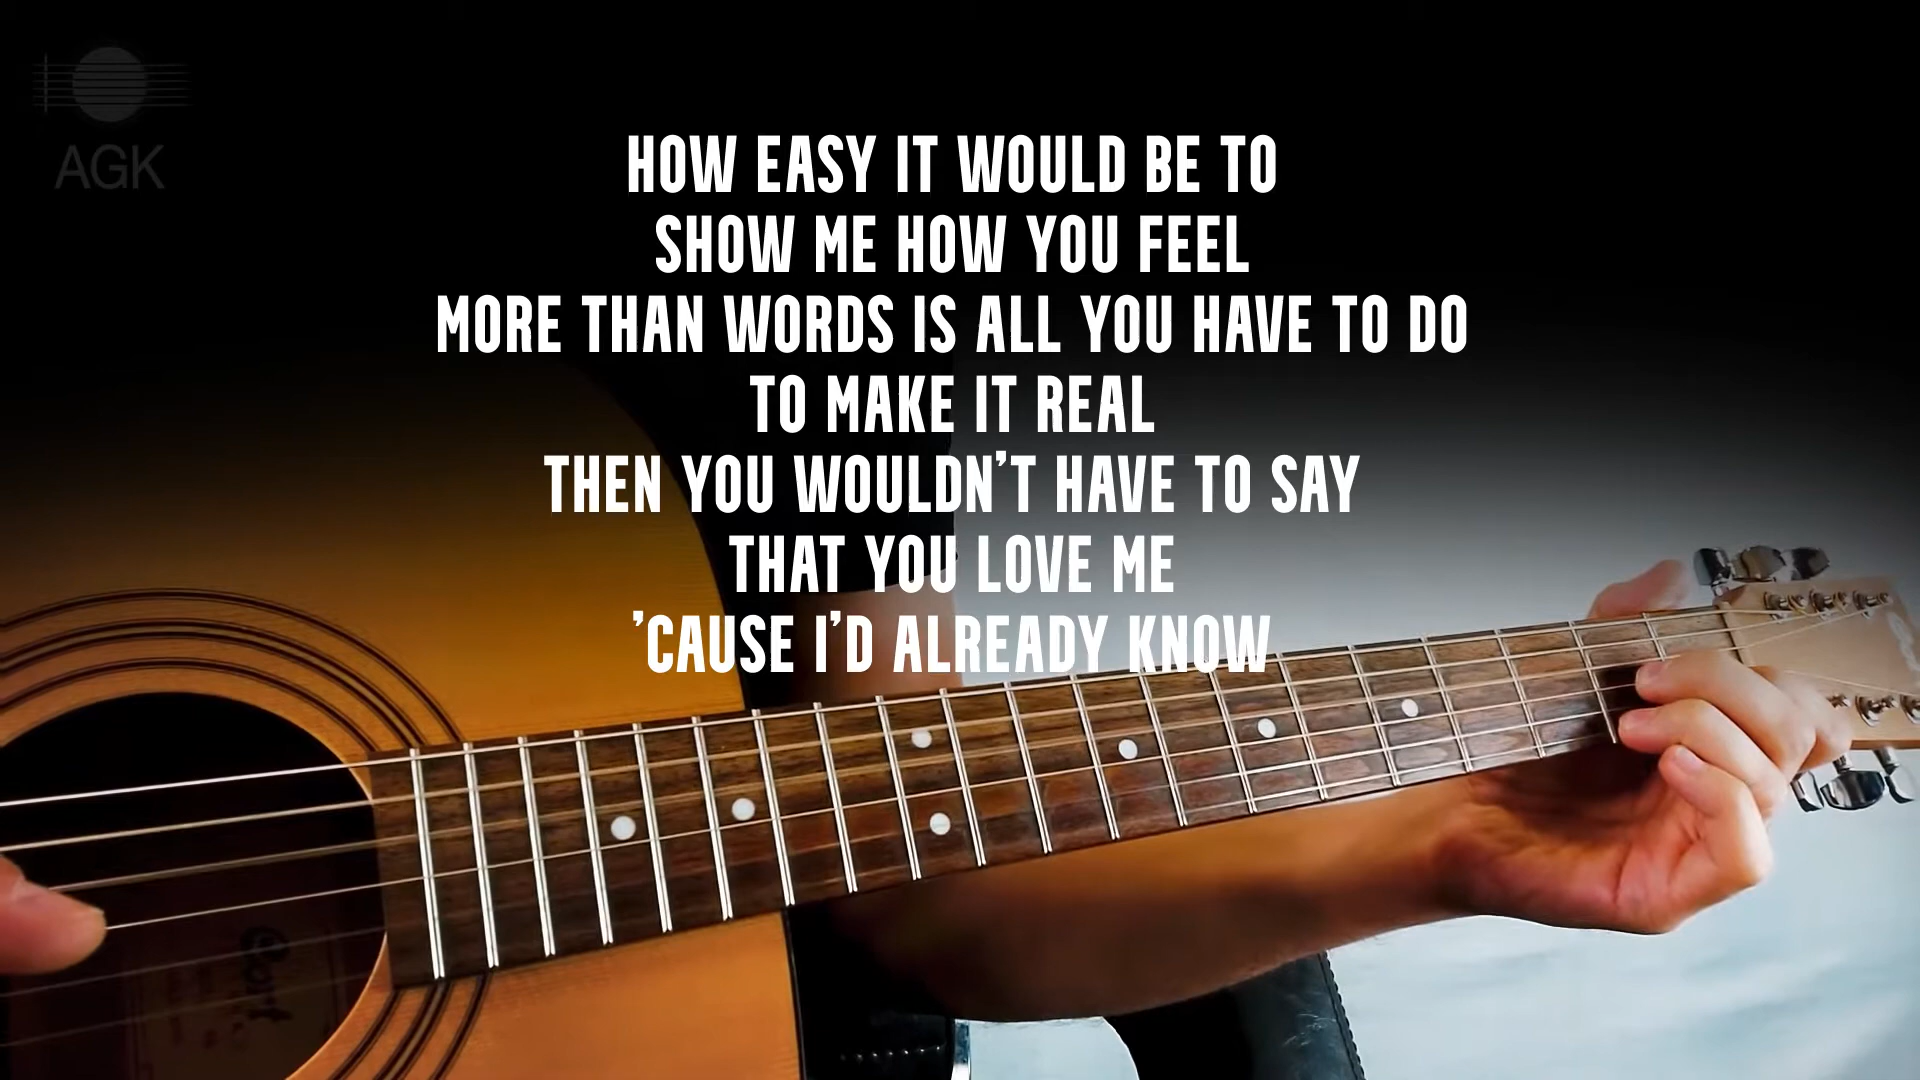 AGK
HOW EASY IT WOULD BE TO
SHOW ME HOW YOU FEEL
MORE THAN WORDS IS ALL YOU HAVE TO DO
TO MAKE IT REAL
THEN YOU WOULDN'T HAVE TO SAY
THAT YOU LOVE ME
'CAUSE I'D ALREADY KNOW
Cort